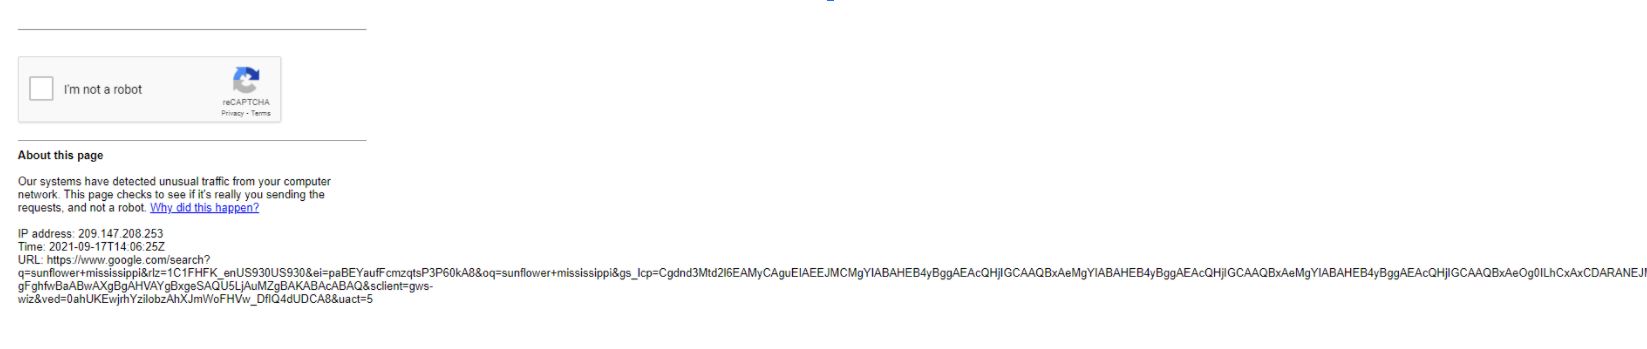 I'm not a robot
reCAPTCHA
Privacy - Terms
About this page
Our systems have detected unusual traffic from your computer
network. This page checks to see if it's really you sending the
requests, and not a robot. Why did this happen?
IP address: 209.147.208.253
Time: 2021-09-17T14:06:25Z
URL: https://www.google.com/search?
q=sunflower+mississippi&rlz=1C1FHFK_enUS930US930&ei=paBEYaufFcmzqtsP3P60kA8&oq=sunflower+mississippi&gs_lcp=Cgdnd3Mtd2l6EAMyCAguEIAEEJMCMgYIABAHEB4yBggAEAcQHjIGCAAQBxAeMgYIABAHEB4yBggAEAcQHjIGCAAQBxAeMgYIABAHEB4yBggAEAcQHjIGCAAQBxAeOg0ILhCxAxCDARANEJM
gFghfwBaABwAXgBgAHVAYgBxgeSAQU5LjAuMZgBAKABAcABAQ&sclient=gws-
wiz&ved=0ahUKEwjrhYzilobzAhXJmWoFHVw_DfIQ4dUDCA8&uact=5